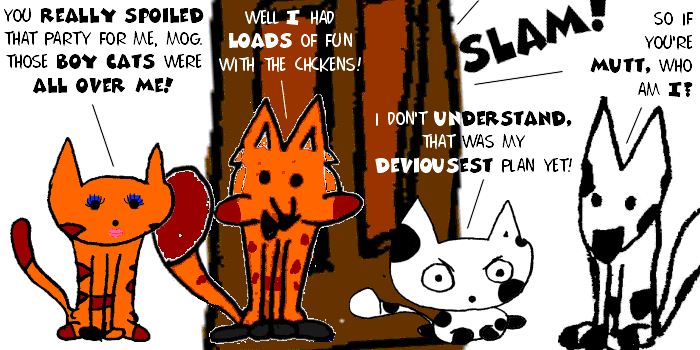 YOU REALLY SPOILED
THAT PARTY FOR ME, MOG.
THOSE BOY CATS WERE
ALL OVER ME!
WELL I HAD
LOADS OF FUN
WITH THE CHCKENS!
SLAM!
I DON'T UNDERSTAND,
THAT WAS MY
DEVIOUSEST PLAN YET!
SO IF
YOU'RE
MUTT, WHO
AM I?